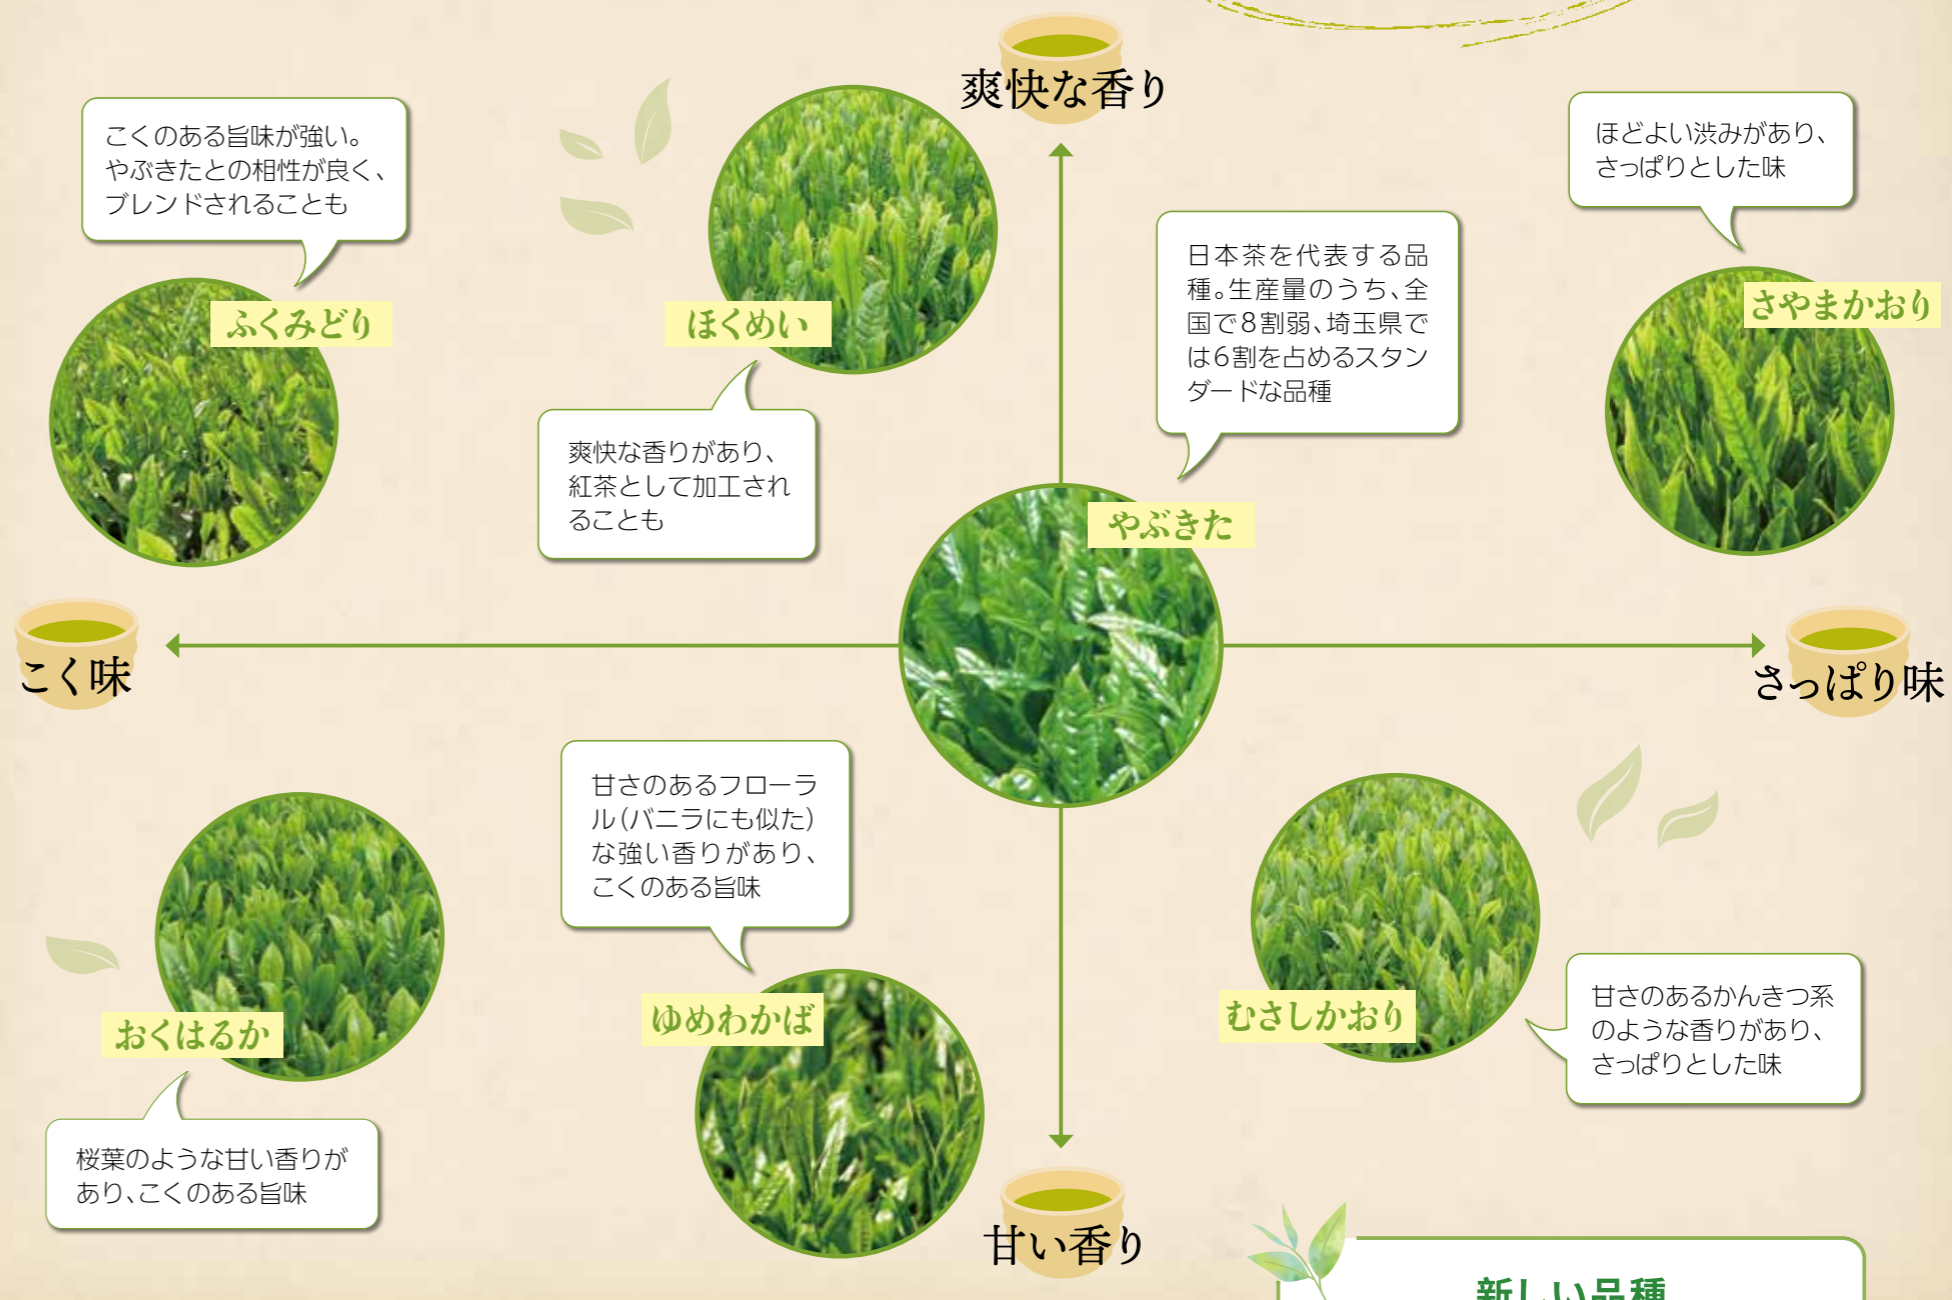 爽快な香り
こくのある旨味が強い。
やぶきたとの相性が良く、
ブレンドされることも
ふくみどり
ほくめい
爽快な香りがあり、
紅茶として加工され
ることも
日本茶を代表する品
種。生産量のうち、全
国で8割弱、埼玉県で
は6割を占めるスタン
ダードな品種
やぶきた
ほどよい渋みがあり、
さっぱりとした味
さやまかおり
こく味
さっぱり味
おくはるか
桜葉のような甘い香りが
あり、こくのある旨味
甘さのあるフローラ
ル(バニラにも似た)
な強い香りがあり、
こくのある旨味
ゆめわかば
むさしかおり
甘さのあるかんきつ系
のような香りがあり、
さっぱりとした味
甘い香り
新しい品種